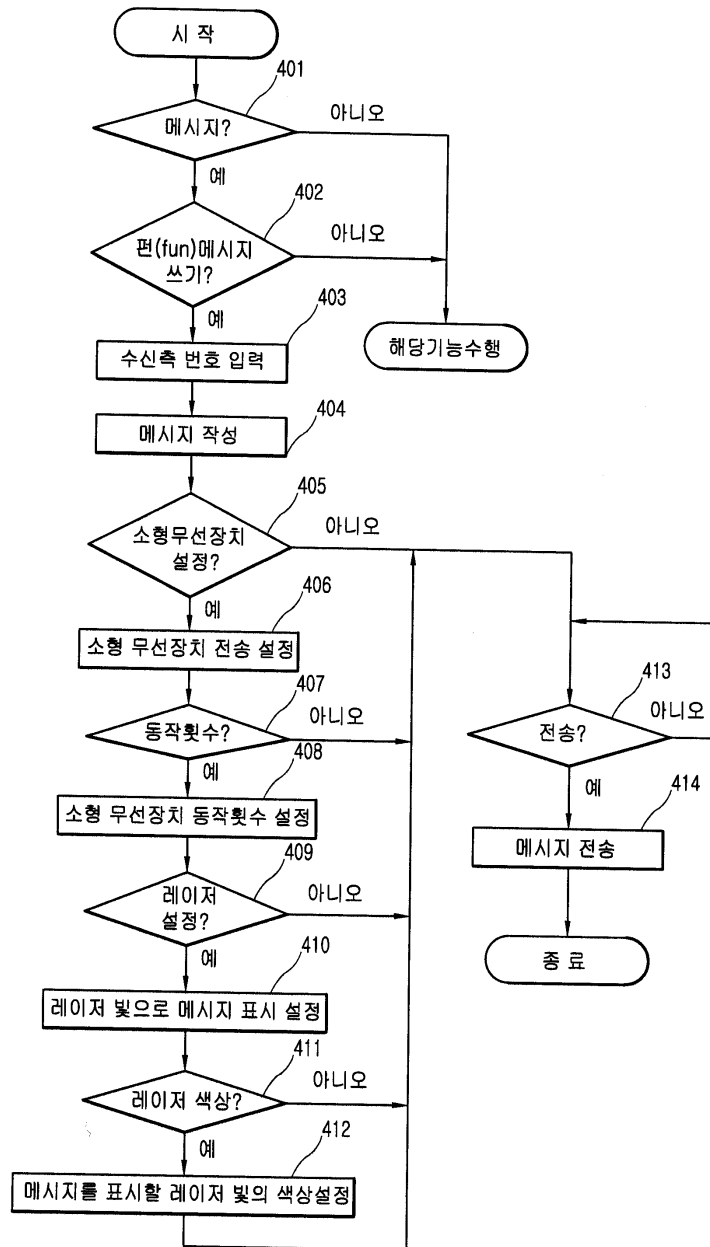 시 작
401
메시지?
아니오
예
402
펀(fun)메시지
쓰기?
아니오
예
403
수신측 번호 입력
해당기능수행
404
메시지 작성
405
소형무선장치
설정?
아니오
예
406
소형 무선장치 전송 설정
407
동작횟수?
아니오
예
408
소형 무선장치 동작횟수 설정
409
레이저
설정?
아니오
예
410
레이저 빛으로 메시지 표시 설정
411
레이저 색상?
아니오
예
412
메시지를 표시할 레이저 빛의 색상설정
413
전송?
아니오
예
414
메시지 전송
종 료